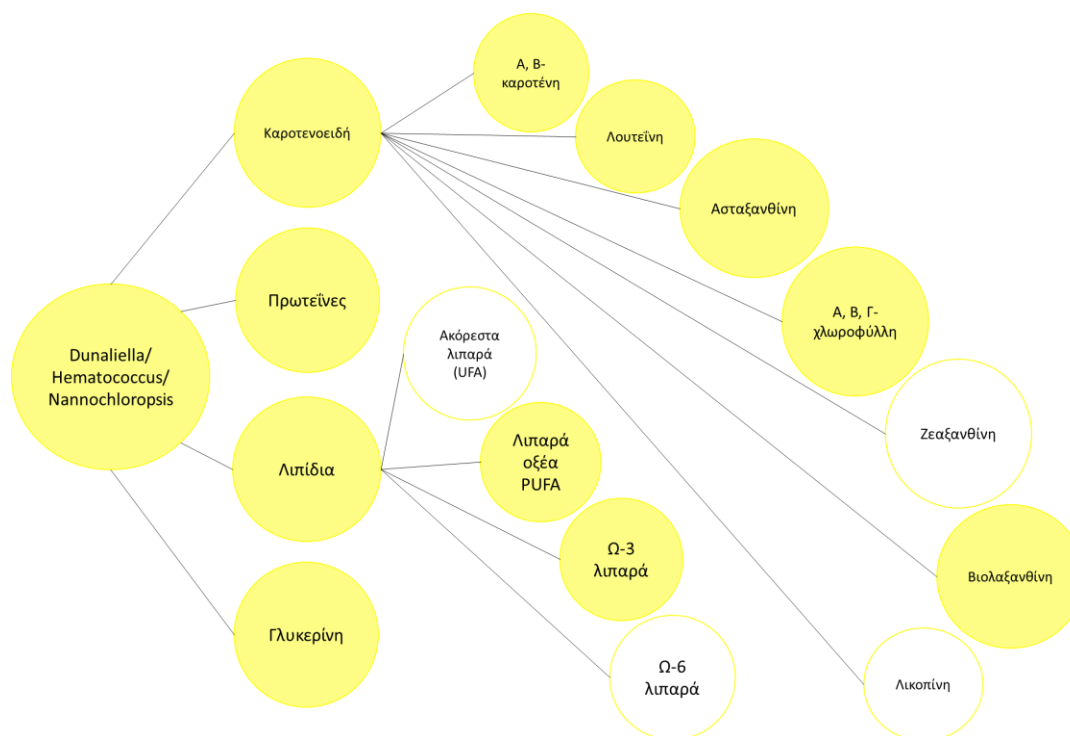 Α, Β-
καροτένη
Καροτενοειδή
Λουτεΐνη
Ασταξανθίνη
Πρωτεΐνες
Α, Β, Γ-
χλωροφύλλη
Ακόρεστα
λιπαρά
(UFA)
Dunaliella/
Hematococcus/
Nannochloropsis
Ζεαξανθίνη
Λιπίδια
Λιπαρά
οξέα
PUFA
Ω-3
λιπαρά
Βιολαξανθίνη
Γλυκερίνη
Ω-6
λιπαρά
Λικοπίνη